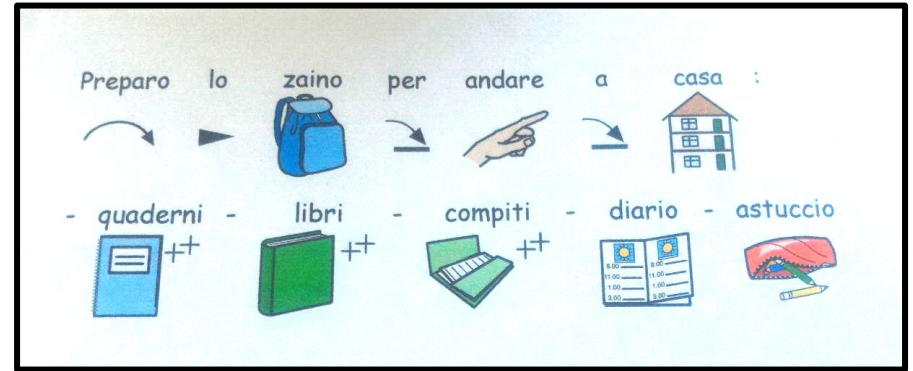 Preparo lo zaino per andare a casa :
- quaderni - libri - compiti - diario - astuccio